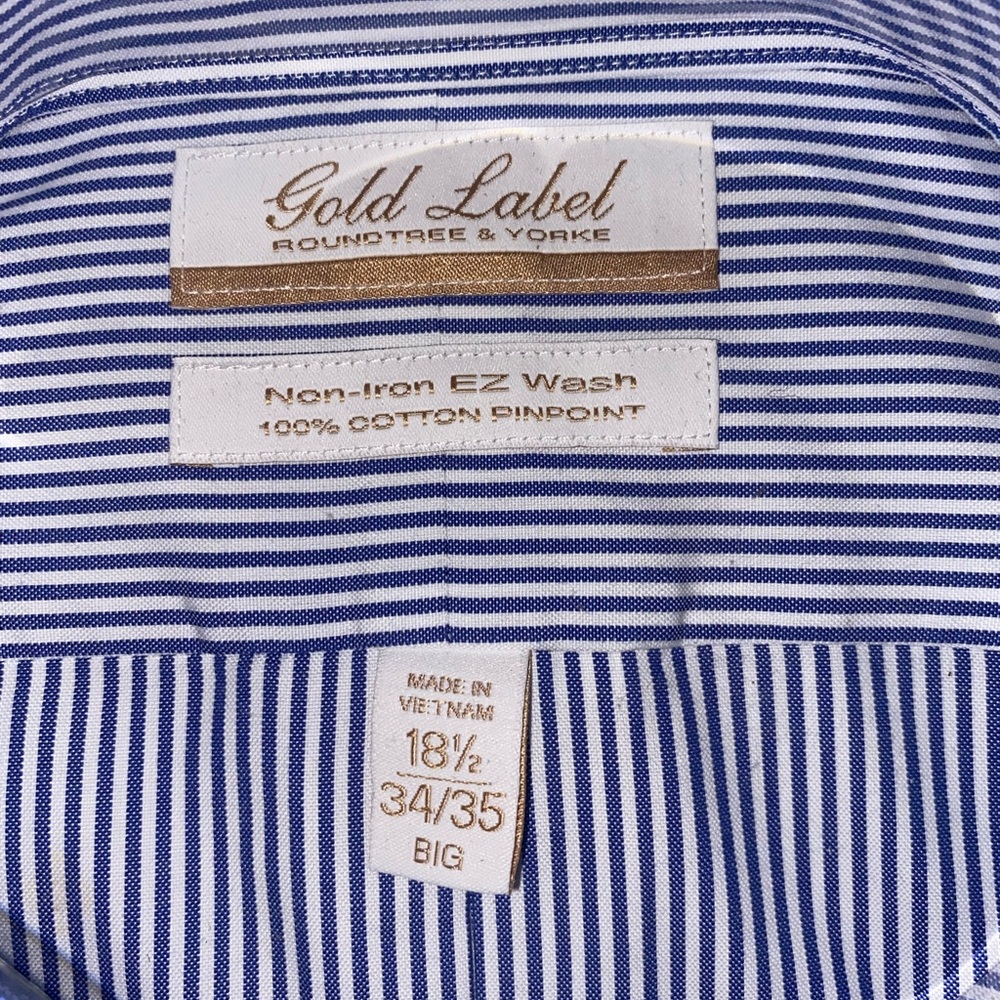 Gold Label
ROUNDTREE & YORKE
Non-Iron EZ Wash
100% COTTON PINPOINT
MADE IN
VIETNAM
18½
34/35
BIG